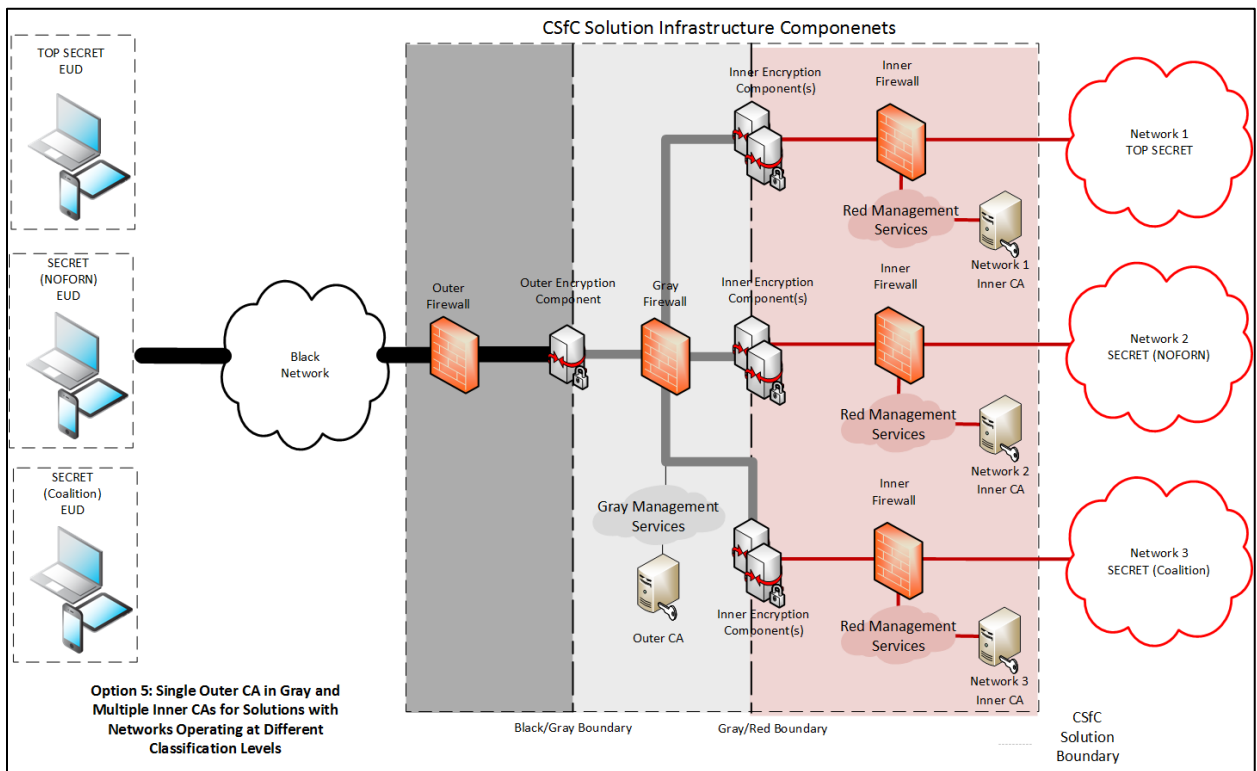 CSfC Solution Infrastructure Componenets
TOP SECRET
EUD
SECRET
(NOFORN)
EUD
SECRET
(Coalition)
EUD
Black
Network
Outer
Firewall
Outer Encryption
Component
Gray
Firewall
Inner Encryption
Component(s)
Inner
Firewall
Red Management
Services
Network 1
Inner CA
Network 1
TOP SECRET
Inner Encryption
Component(s)
Inner
Firewall
Red Management
Services
Network 2
Inner CA
Network 2
SECRET (NOFORN)
Gray Management
Services
Outer CA
Inner Encryption
Component(s)
Inner
Firewall
Red Management
Services
Network 3
Inner CA
Network 3
SECRET (Coalition)
Option 5: Single Outer CA in Gray and
Multiple Inner CAs for Solutions with
Networks Operating at Different
Classification Levels
Black/Gray Boundary
Gray/Red Boundary
CSfC
Solution
Boundary